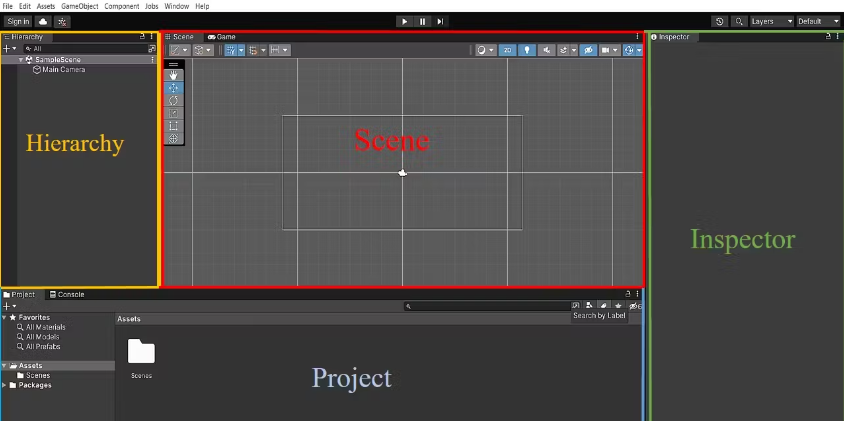 File Edit Assets GameObject Component Jobs Window Help
Sign in Layers Default
Hierarchy
All
SampleScene
Main Camera
Hierarchy
Scene Game
2D
Scene
Inspector
Inspector
Project Console
Search by Label
Favorites
All Materials
All Models
All Prefabs
Assets
Scenes
Packages
Assets
Scenes
Project